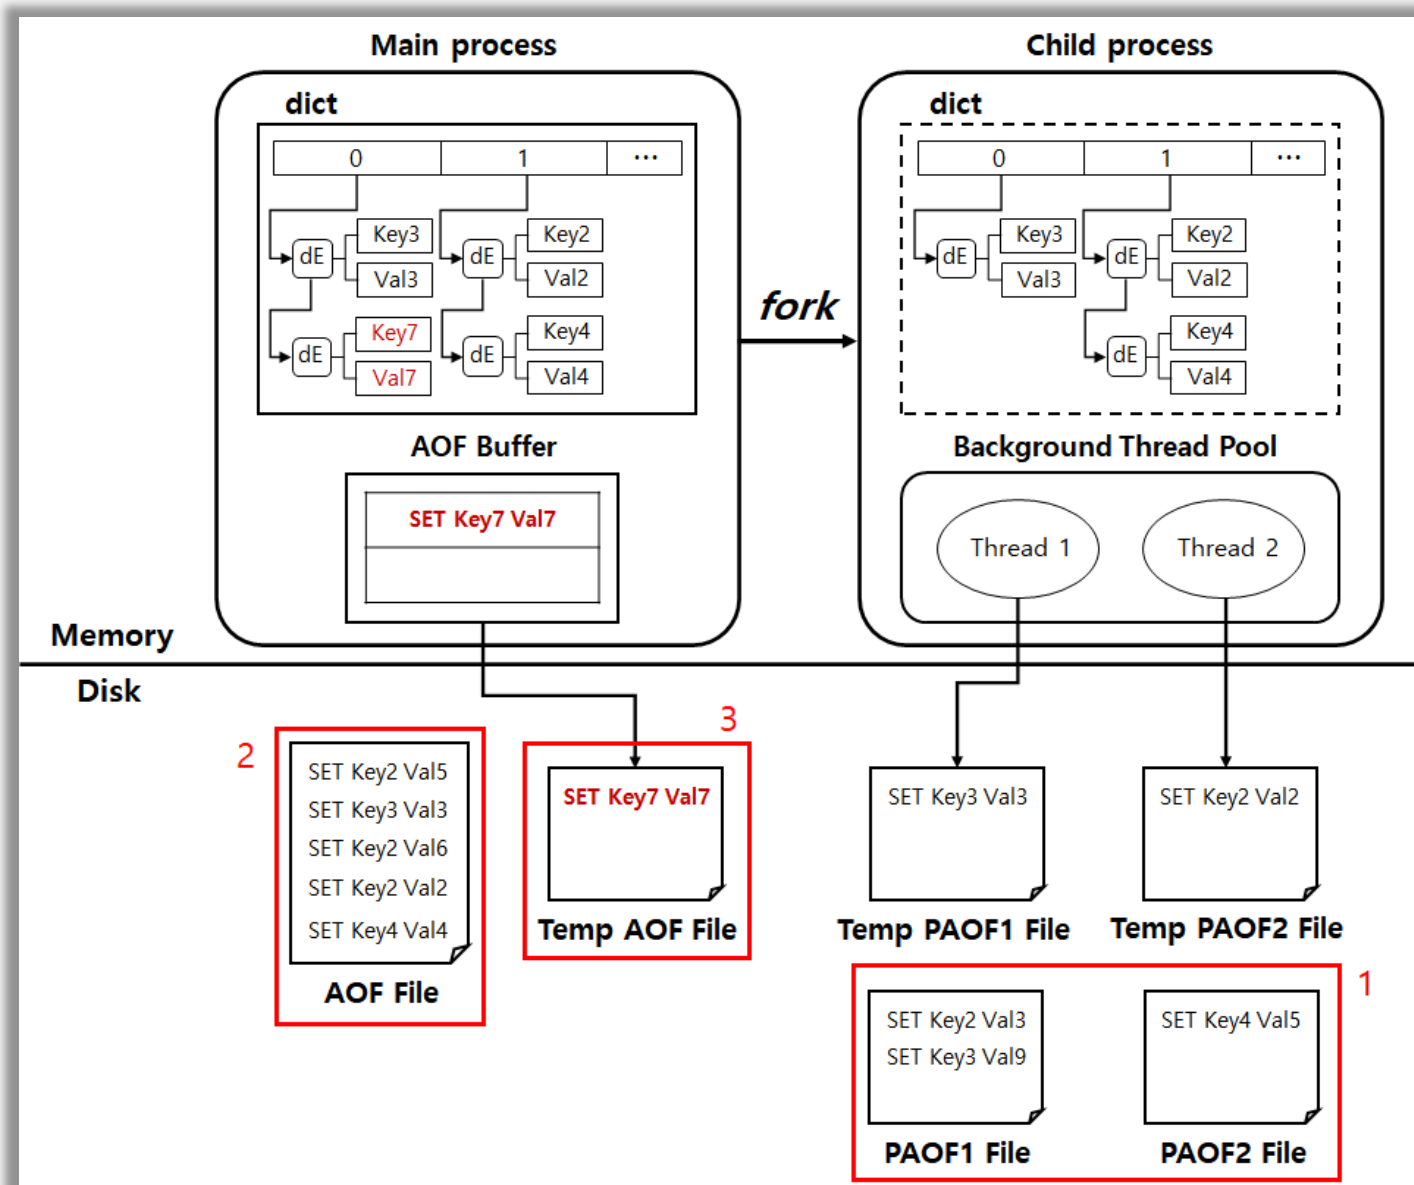 Main process
Child process
dict
dict
0 1 ...
0 1 ...
dE Key3 Val3
dE Key2 Val2
dE Key7 Val7
dE Key4 Val4
fork
dE Key3 Val3
dE Key2 Val2
dE Key4 Val4
AOF Buffer
SET Key7 Val7
Background Thread Pool
Thread 1
Thread 2
Memory
Disk
2
SET Key2 Val5
SET Key3 Val3
SET Key2 Val6
SET Key2 Val2
SET Key4 Val4
AOF File
3
SET Key7 Val7
Temp AOF File
SET Key3 Val3
Temp PAOF1 File
SET Key2 Val2
Temp PAOF2 File
1
SET Key2 Val3
SET Key3 Val9
PAOF1 File
SET Key4 Val5
PAOF2 File